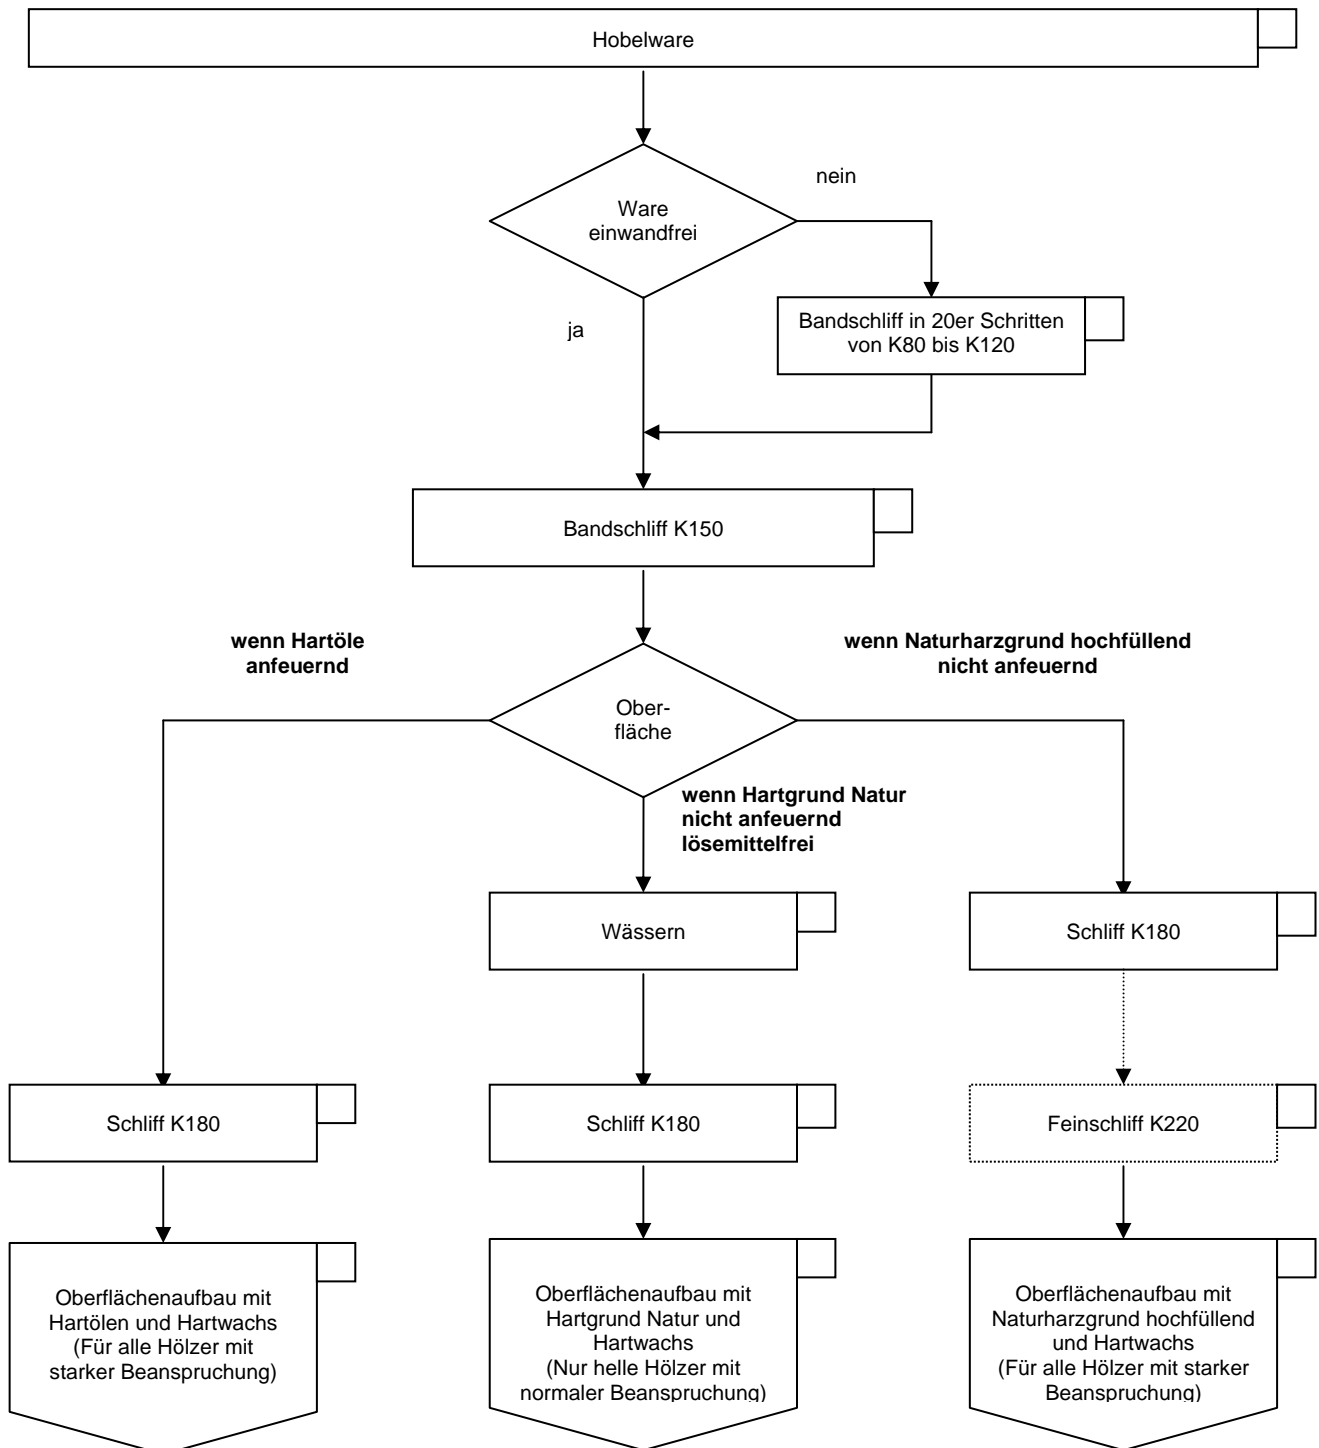 Hobelware
nein
Ware
einwandfrei
Bandschliff in 20er Schritten
von K80 bis K120
ja
Bandschliff K150
wenn Hartöle
anfeuernd
wenn Naturharzgrund hochfüllend
nicht anfeuernd
Ober-
fläche
wenn Hartgrund Natur
nicht anfeuernd
lösemittelfrei
Wässern
Schliff K180
Schliff K180
Schliff K180
Feinschliff K220
Oberflächenaufbau mit
Hartölen und Hartwachs
(Für alle Hölzer mit
starker Beanspruchung)
Oberflächenaufbau mit
Hartgrund Natur und
Hartwachs
(Nur helle Hölzer mit
normaler Beanspruchung)
Oberflächenaufbau mit
Naturharzgrund hochfüllend
und Hartwachs
(Für alle Hölzer mit starker
Beanspruchung)